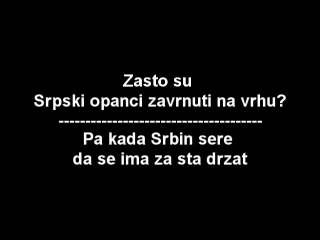 Zasto su
Srpski opanci zavrnuti na vrhu?
--------------------------------------
Pa kada Srbin sere
da se ima za sta drzat